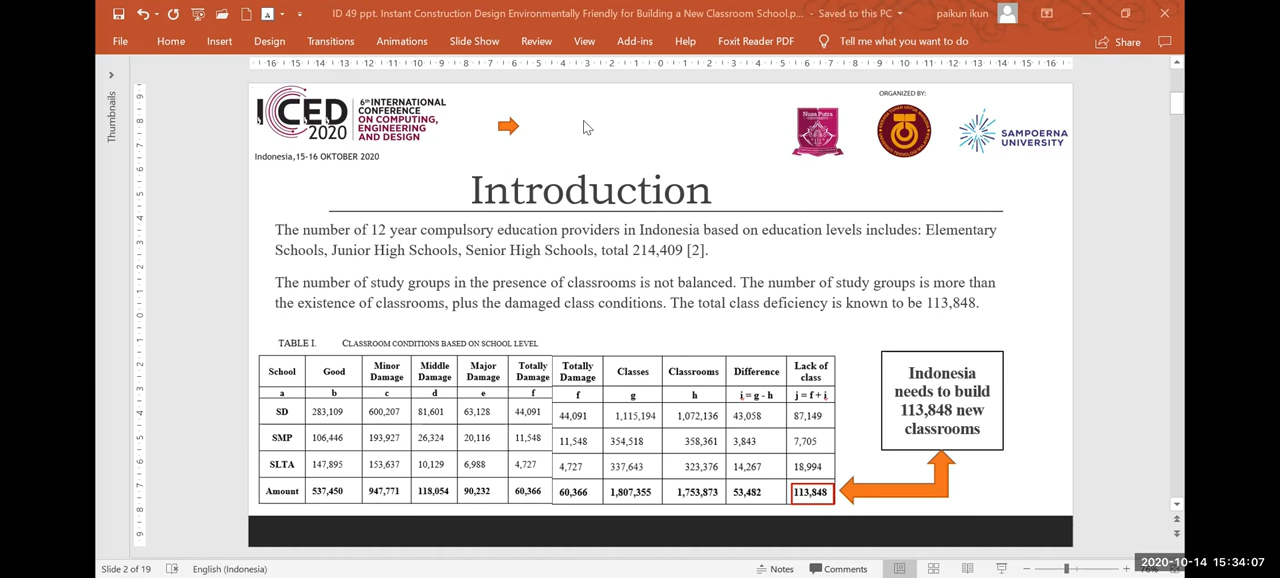 ID 49 ppt. Instant Construction Design Environmentally Friendly for Building a New Classroom School.p... - Saved to this PC
paikun ikun
File Home Insert Design Transitions Animations Slide Show Review View Add-ins Help Foxit Reader PDF Tell me what you want to do Share
Thumbnails
ICED 2020
6th INTERNATIONAL
CONFERENCE
ON COMPUTING,
ENGINEERING
AND DESIGN
Indonesia,15-16 OKTOBER 2020
ORGANIZED BY:
Nusa Putra
SAMPOERNA
UNIVERSITY
Introduction
The number of 12 year compulsory education providers in Indonesia based on education levels includes: Elementary
Schools, Junior High Schools, Senior High Schools, total 214,409 [2].
The number of study groups in the presence of classrooms is not balanced. The number of study groups is more than
the existence of classrooms, plus the damaged class conditions. The total class deficiency is known to be 113,848.
TABLE I. CLASSROOM CONDITIONS BASED ON SCHOOL LEVEL
School Good Minor Damage Middle Damage Major Damage Totally Damage Totally Damage Classes Classrooms Difference Lack of class
a b c d e f f g h i = g - h j = f + i
SD 283,109 600,207 81,601 63,128 44,091 44,091 1,115,194 1,072,136 43,058 87,149
SMP 106,446 193,927 26,324 20,116 11,548 11,548 354,518 358,361 3,843 7,705
SLTA 147,895 153,637 10,129 6,988 4,727 4,727 337,643 323,376 14,267 18,994
Amount 537,450 947,771 118,054 90,232 60,366 60,366 1,807,355 1,753,873 53,482 113,848
Indonesia
needs to build
113,848 new
classrooms
Slide 2 of 19 English (Indonesia) Notes Comments
2020-10-14 15:34:07